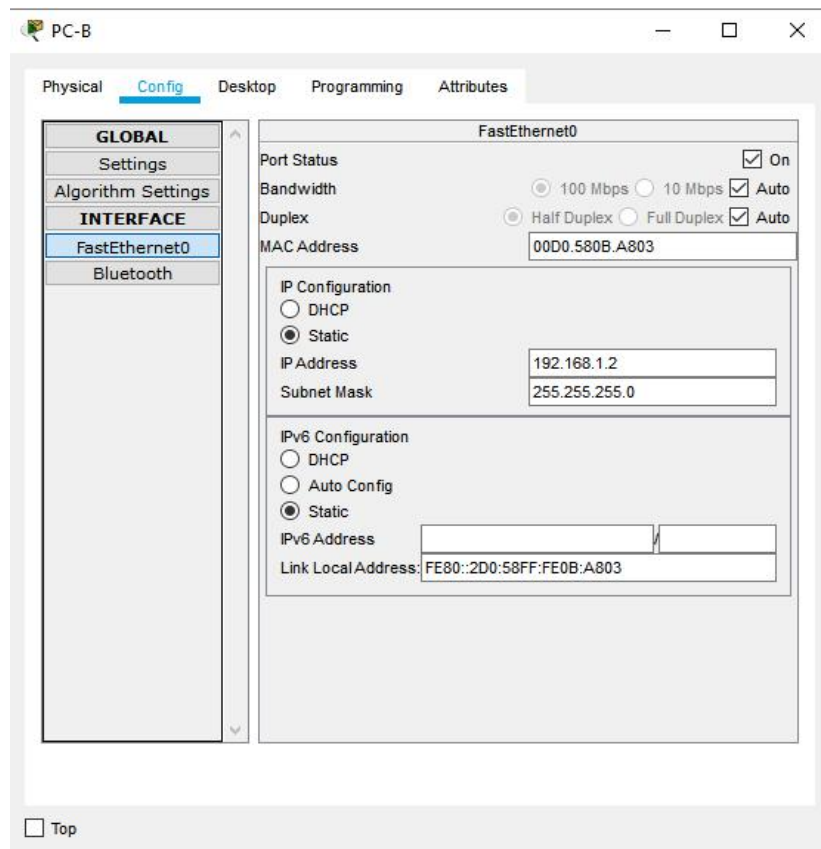 PC-B
Physical Config Desktop Programming Attributes
GLOBAL
Settings
Algorithm Settings
INTERFACE
FastEthernet0
Bluetooth
FastEthernet0
Port Status On
Bandwidth 100 Mbps 10 Mbps Auto
Duplex Half Duplex Full Duplex Auto
MAC Address 00D0.580B.A803
IP Configuration
DHCP
Static
IP Address 192.168.1.2
Subnet Mask 255.255.255.0
IPv6 Configuration
DHCP
Auto Config
Static
IPv6 Address /
Link Local Address: FE80::2D0:58FF:FE0B:A803
Top